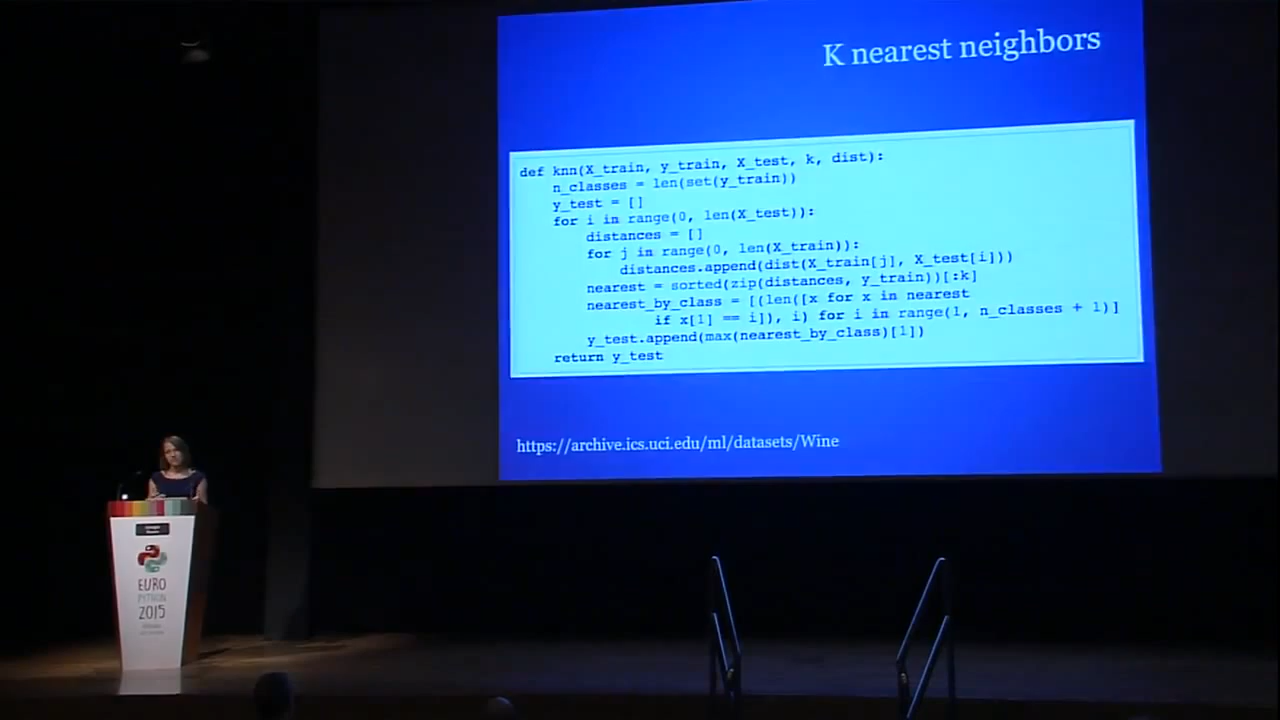 K nearest neighbors
def knn(X_train, y_train, X_test, k, dist):
    n_classes = len(set(y_train))
    y_test = []
    for i in range(0, len(X_test)):
        distances = []
        for j in range(0, len(X_train)):
            distances.append(dist(X_train[j], X_test[i]))
        nearest = sorted(zip(distances, y_train))[:k]
        nearest_by_class = [(len([x for x in nearest
                if x[1] == i]), i) for i in range(1, n_classes + 1)]
        y_test.append(max(nearest_by_class)[1])
    return y_test
https://archive.ics.uci.edu/ml/datasets/Wine
EURO
PYTHON
2015